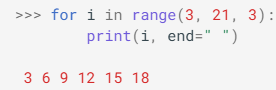 >>> for i in range(3, 21, 3):
print(i, end=" ")
3 6 9 12 15 18